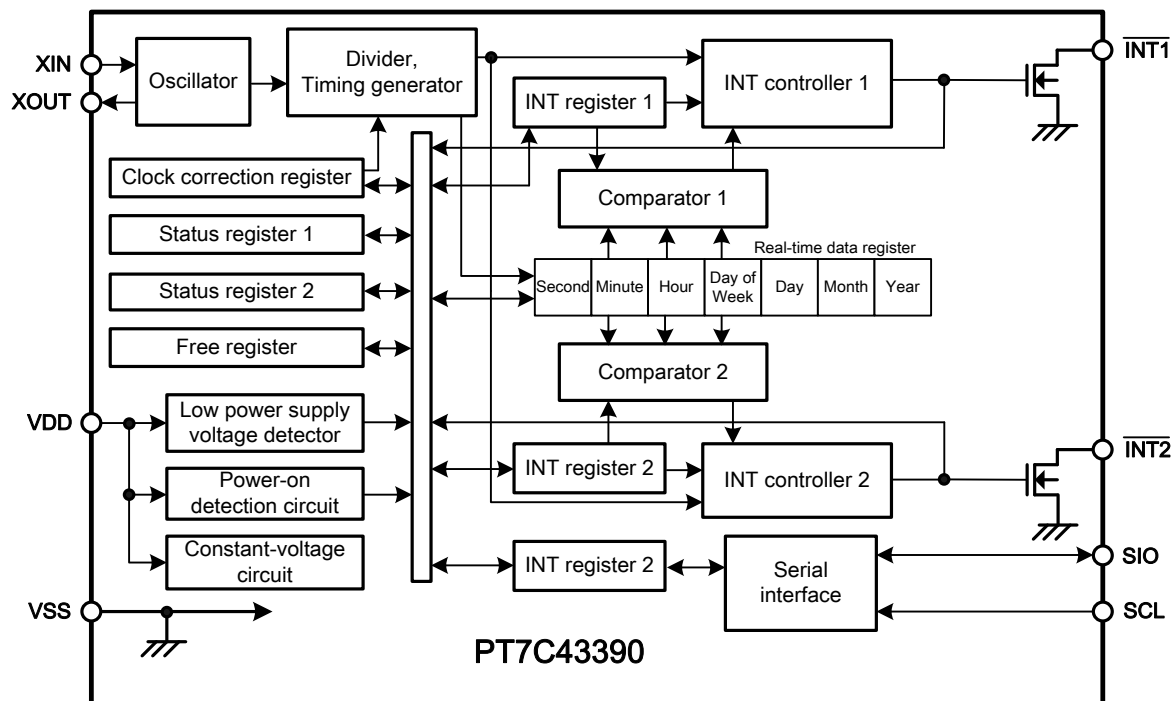 XIN
XOUT
Oscillator
Divider,
Timing generator
INT register 1
INT controller 1
INT1
Clock correction register
Comparator 1
Status register 1
Real-time data register
Second
Minute
Hour
Day of
Week
Day
Month
Year
Status register 2
Free register
Comparator 2
VDD
Low power supply
voltage detector
INT2
INT register 2
INT controller 2
Power-on
detection circuit
Constant-voltage
circuit
INT register 2
Serial
interface
SIO
SCL
VSS
PT7C43390